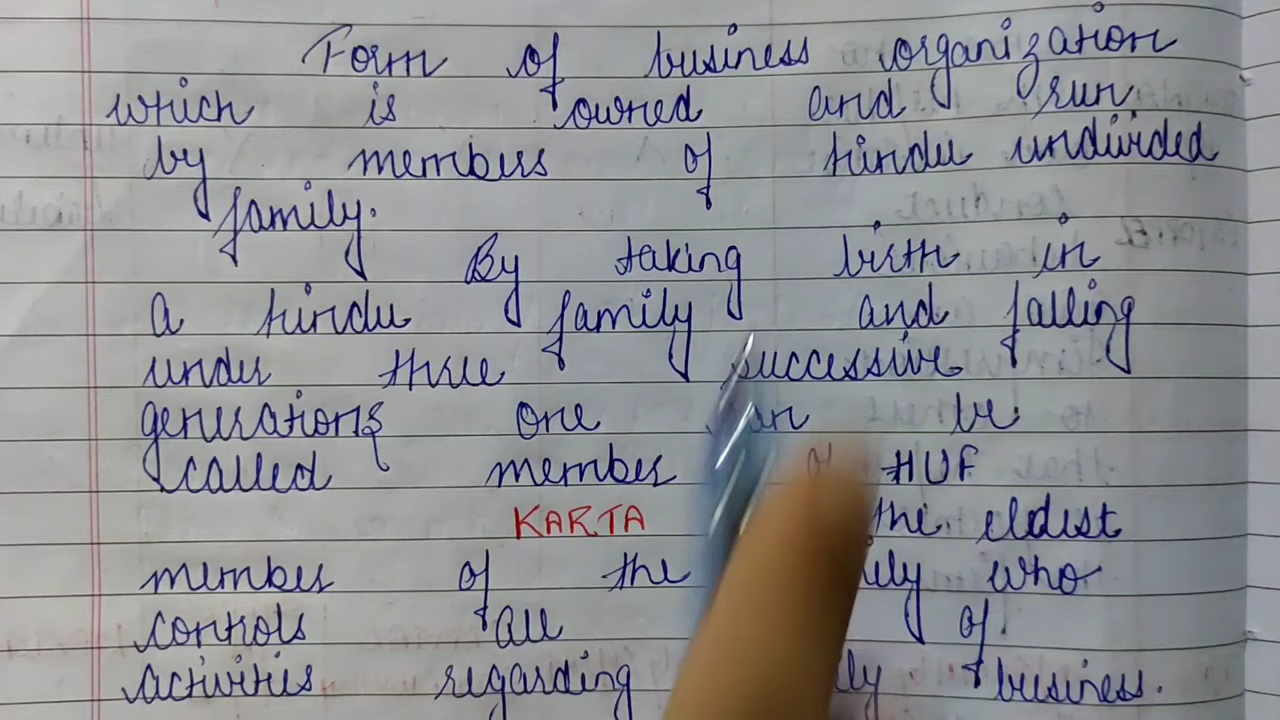 Form of business organization
which is owned and run
by members of hindu undivided
family.
By taking birth in
a hindu family and falling
under three successive
generations one can be
called member of HUF
KARTA the eldest
member of the who
controls all of
activities regarding business.